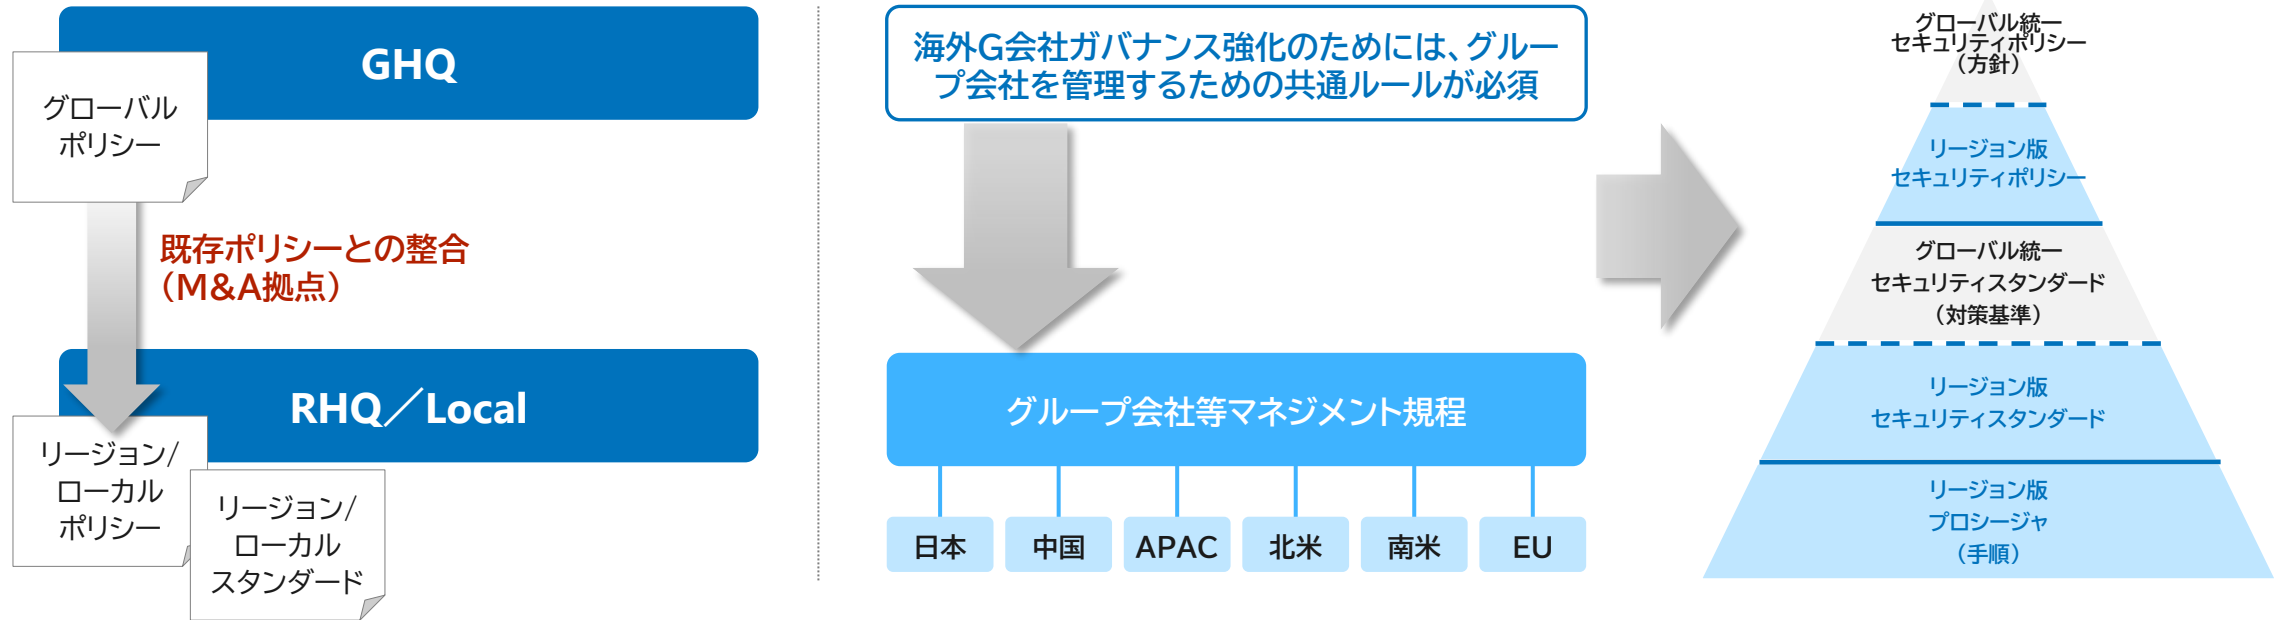 GHQ
グローバル
ポリシー
既存ポリシーとの整合
（M&A拠点）
RHQ／Local
リージョン/
ローカル
ポリシー
リージョン/
ローカル
スタンダード
海外G会社ガバナンス強化のためには、グルー
プ会社を管理するための共通ルールが必須
グループ会社等マネジメント規程
日本
中国
APAC
北米
南米
EU
グローバル統一
セキュリティポリシー
（方針）
リージョン版
セキュリティポリシー
グローバル統一
セキュリティスタンダード
（対策基準）
リージョン版
セキュリティスタンダード
リージョン版
プロシージャ
（手順）